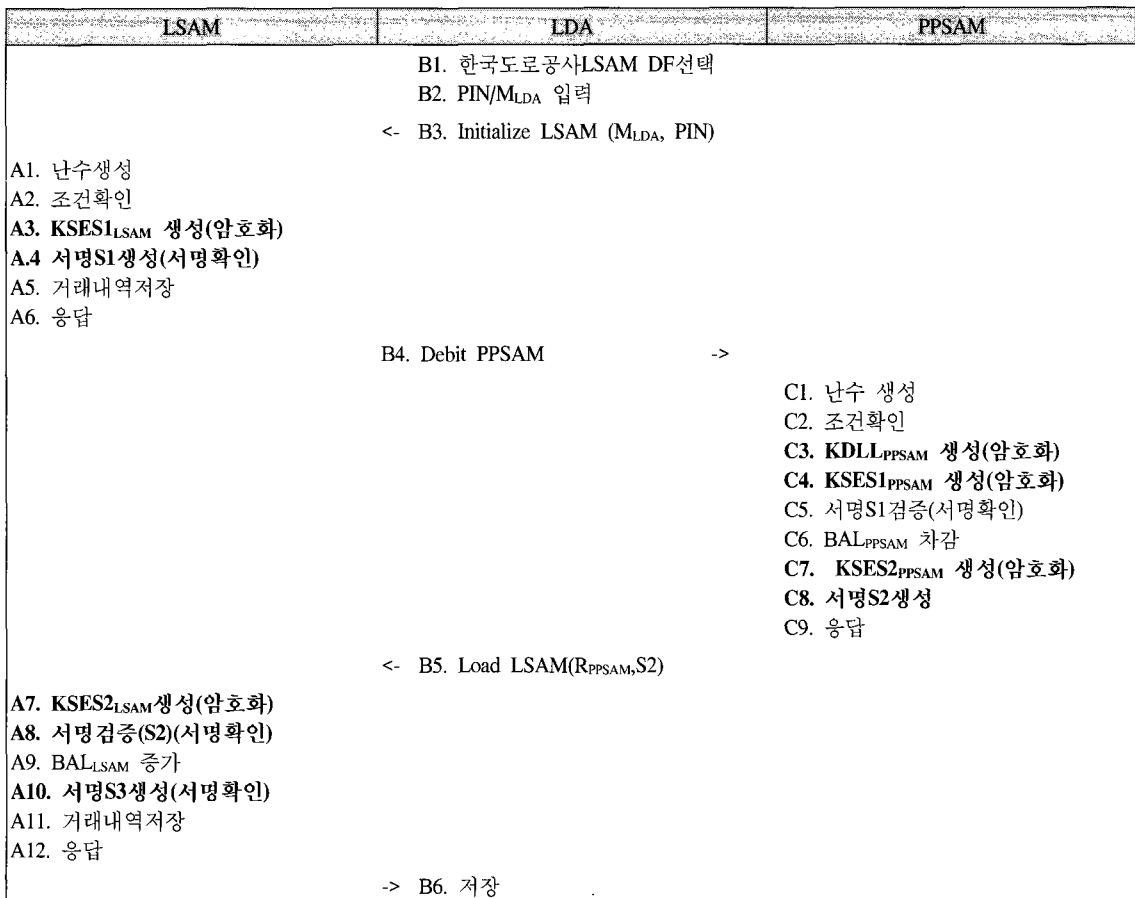 LSAM LDA PPSAM
B1. 한국도로공사LSAM DF선택
B2. PIN/MLDA 입력
<- B3. Initialize LSAM (MLDA, PIN)
A1. 난수생성
A2. 조건확인
A3. KSES1LSAM 생성(암호화)
A.4 서명S1생성(서명확인)
A5. 거래내역저장
A6. 응답
B4. Debit PPSAM ->
C1. 난수 생성
C2. 조건확인
C3. KDLLPPSAM 생성(암호화)
C4. KSES1PPSAM 생성(암호화)
C5. 서명S1검증(서명확인)
C6. BALPPSAM 차감
C7. KSES2PPSAM 생성(암호화)
C8. 서명S2생성
C9. 응답
<- B5. Load LSAM(RPPSAM,S2)
A7. KSES2LSAM생성(암호화)
A8. 서명검증(S2)(서명확인)
A9. BALLSAM 증가
A10. 서명S3생성(서명확인)
A11. 거래내역저장
A12. 응답
-> B6. 저장